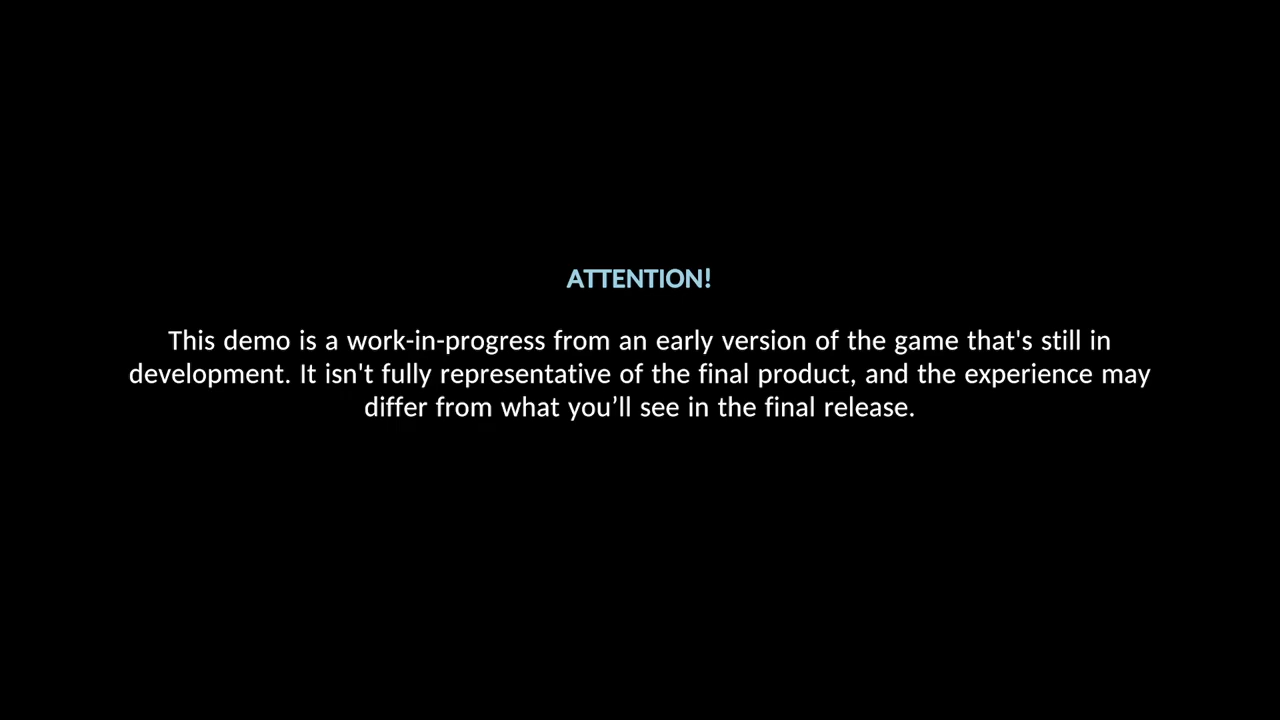 ATTENTION!
This demo is a work-in-progress from an early version of the game that's still in
development. It isn't fully representative of the final product, and the experience may
differ from what you’ll see in the final release.